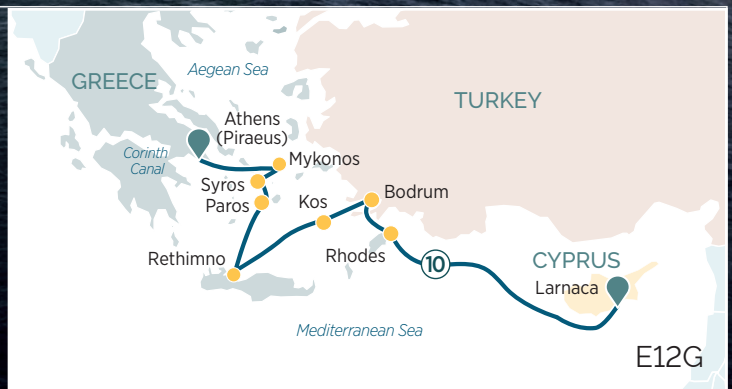 GREECE
Aegean Sea
TURKEY
Athens
(Piraeus)
Corinth
Canal
Mykonos
Syros
Paros
Kos
Bodrum
Rethimno
Rhodes
10
CYPRUS
Larnaca
Mediterranean Sea
E12G